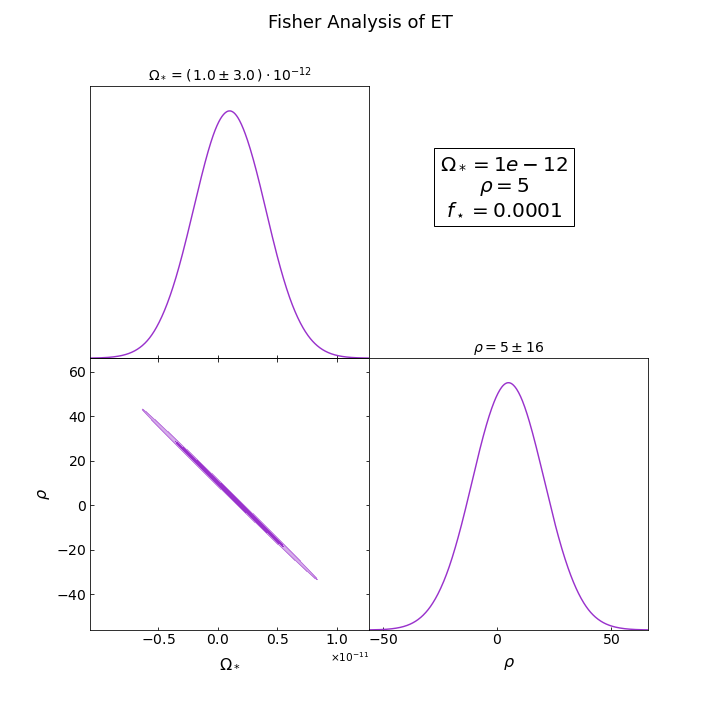 Fisher Analysis of ET
Ω* = (1.0 ± 3.0) · 10⁻¹²
Ω* = 1e − 12
ρ = 5
f⋆ = 0.0001
ρ = 5 ± 16
60
40
20
0
−20
−40
ρ
−0.5 0.0 0.5 1.0
×10⁻¹¹
Ω*
−50 0 50
ρ